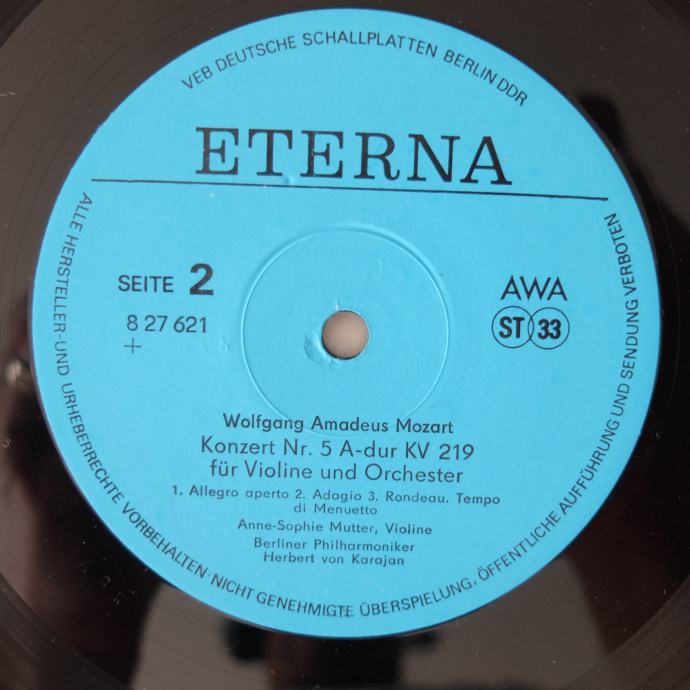 VEB DEUTSCHE SCHALLPLATTEN BERLIN DDR
ETERNA
SEITE 2
8 27 621
+
AWA
ST 33
Wolfgang Amadeus Mozart
Konzert Nr. 5 A-dur KV 219
für Violine und Orchester
1. Allegro aperto 2. Adagio 3. Rondeau. Tempo
di Menuetto
Anne-Sophie Mutter, Violine
Berliner Philharmoniker
Herbert von Karajan
ALLE HERSTELLER- UND URHEBERRECHTE VORBEHALTEN · NICHT GENEHMIGTE ÜBERSPIELUNG, ÖFFENTLICHE AUFFÜHRUNG UND SENDUNG VERBOTEN